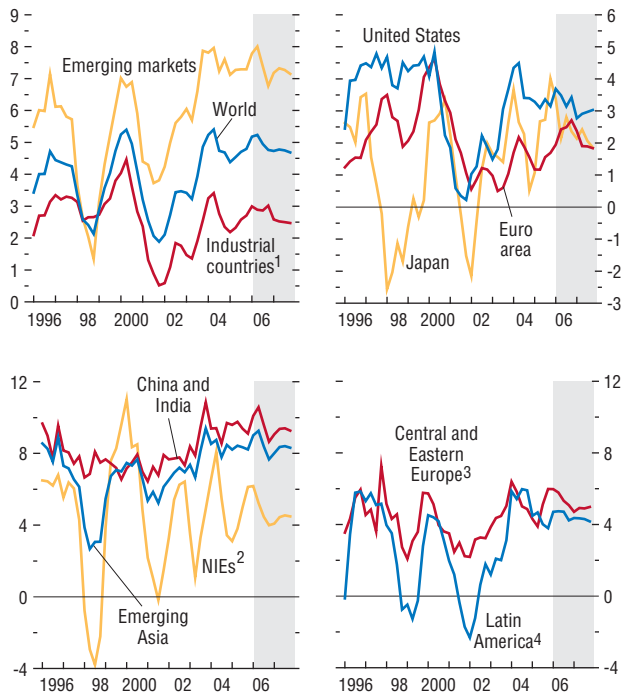 9
8
7
6
5
4
3
2
1
0
Emerging markets
World
Industrial
countries¹
1996 98 2000 02 04 06
United States
Euro
area
Japan
6
5
4
3
2
1
0
-1
-2
-3
1996 98 2000 02 04 06
12
8
4
0
-4
China and
India
NIEs²
Emerging
Asia
1996 98 2000 02 04 06
Central and
Eastern
Europe³
Latin
America⁴
12
8
4
0
-4
1996 98 2000 02 04 06